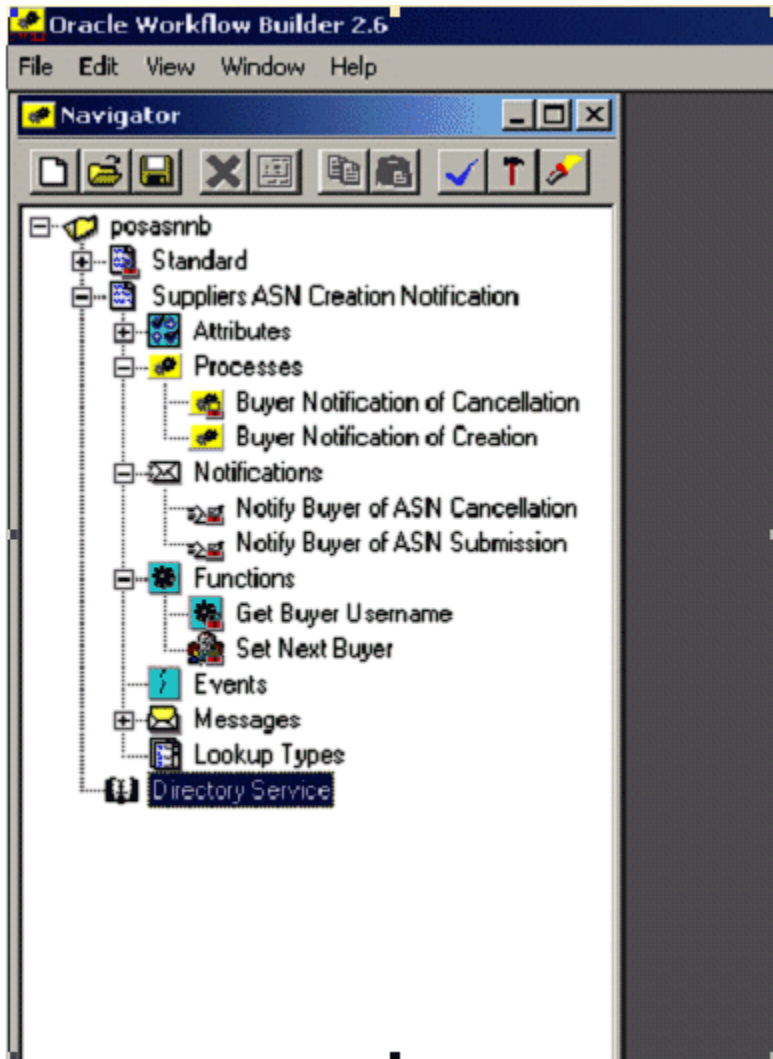 Oracle Workflow Builder 2.6
File Edit View Window Help
Navigator
posasnnb
Standard
Suppliers ASN Creation Notification
Attributes
Processes
Buyer Notification of Cancellation
Buyer Notification of Creation
Notifications
Notify Buyer of ASN Cancellation
Notify Buyer of ASN Submission
Functions
Get Buyer Username
Set Next Buyer
Events
Messages
Lookup Types
Directory Service